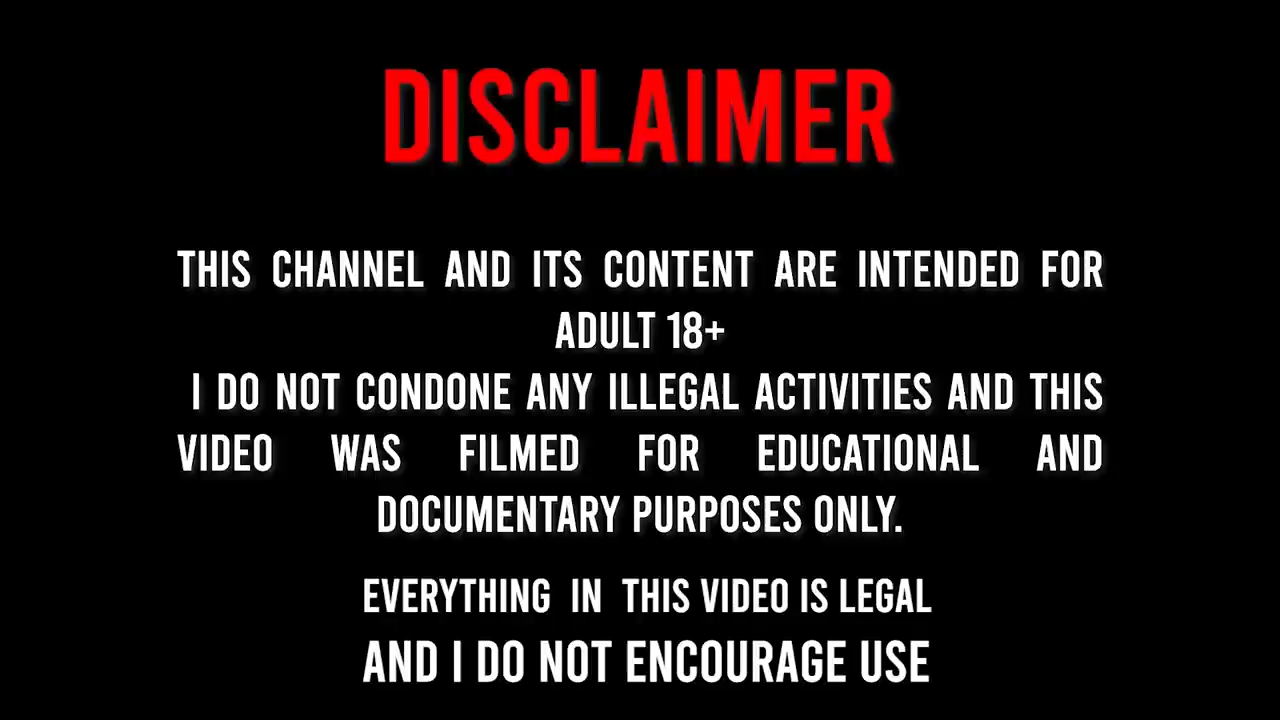 DISCLAIMER
THIS CHANNEL AND ITS CONTENT ARE INTENDED FOR
ADULT 18+
I DO NOT CONDONE ANY ILLEGAL ACTIVITIES AND THIS
VIDEO WAS FILMED FOR EDUCATIONAL AND
DOCUMENTARY PURPOSES ONLY.
EVERYTHING IN THIS VIDEO IS LEGAL
AND I DO NOT ENCOURAGE USE